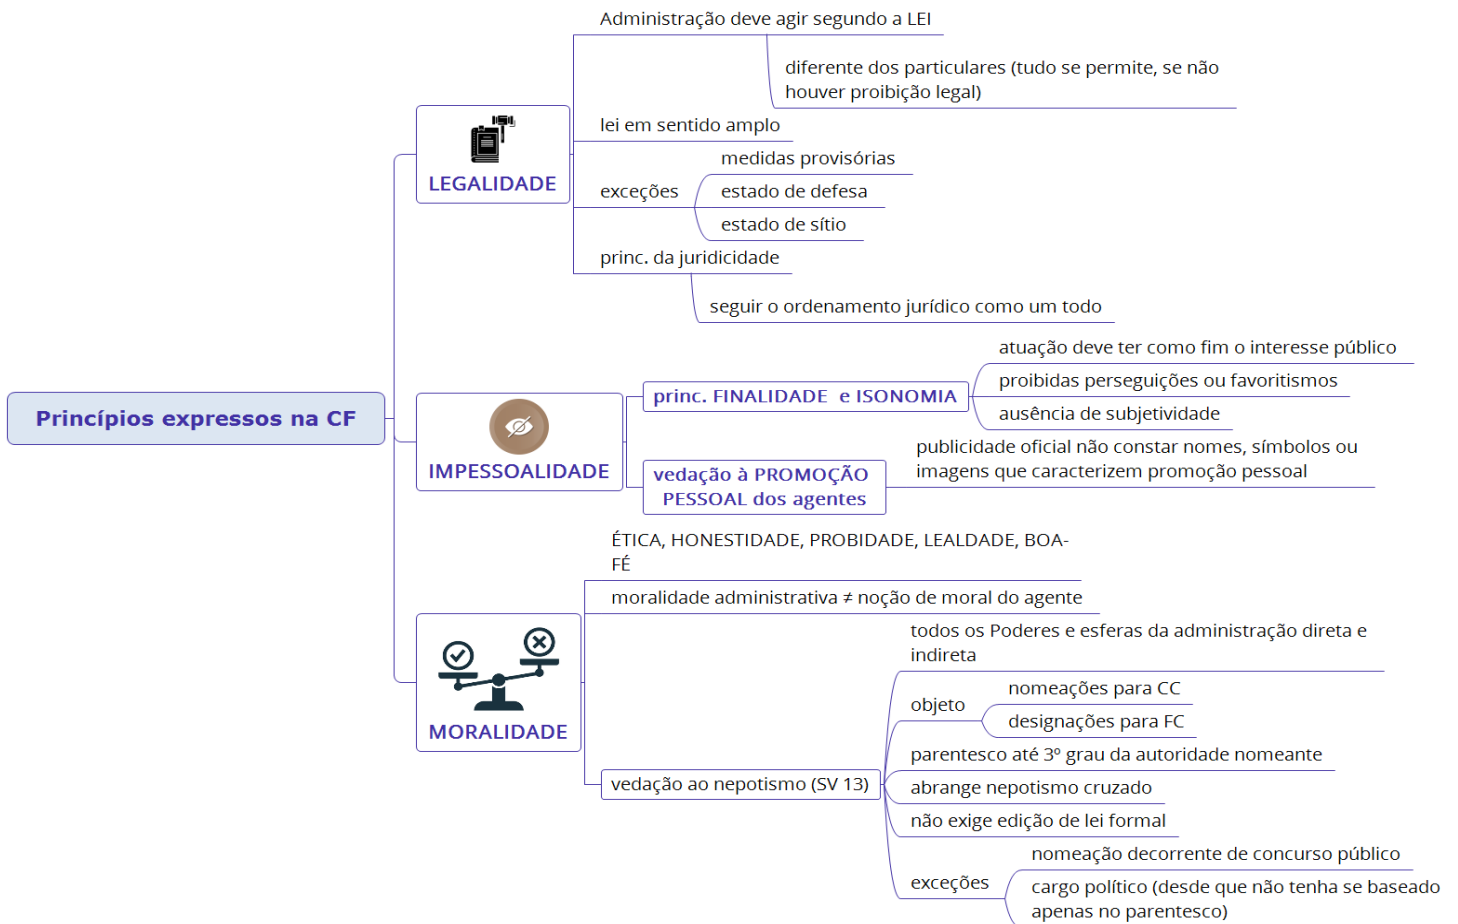 Princípios expressos na CF
LEGALIDADE
Administração deve agir segundo a LEI
diferente dos particulares (tudo se permite, se não
houver proibição legal)
lei em sentido amplo
exceções
medidas provisórias
estado de defesa
estado de sítio
princ. da juridicidade
seguir o ordenamento jurídico como um todo
IMPESSOALIDADE
princ. FINALIDADE e ISONOMIA
atuação deve ter como fim o interesse público
proibidas perseguições ou favoritismos
ausência de subjetividade
vedação à PROMOÇÃO
PESSOAL dos agentes
publicidade oficial não constar nomes, símbolos ou
imagens que caracterizem promoção pessoal
MORALIDADE
ÉTICA, HONESTIDADE, PROBIDADE, LEALDADE, BOA-
FÉ
moralidade administrativa ≠ noção de moral do agente
vedação ao nepotismo (SV 13)
todos os Poderes e esferas da administração direta e
indireta
objeto
nomeações para CC
designações para FC
parentesco até 3º grau da autoridade nomeante
abrange nepotismo cruzado
não exige edição de lei formal
exceções
nomeação decorrente de concurso público
cargo político (desde que não tenha se baseado
apenas no parentesco)